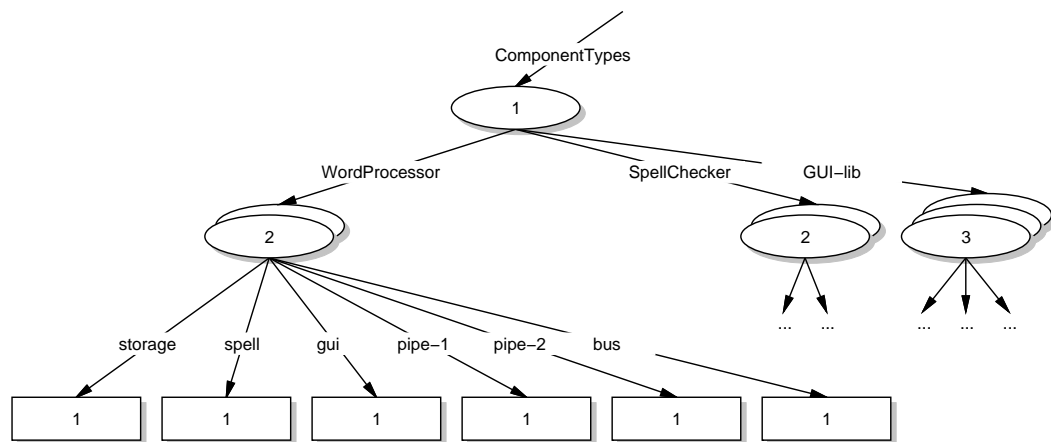 ComponentTypes
1
WordProcessor SpellChecker GUI−lib
2 2 3
... ... ... ... ...
storage spell gui pipe−1 pipe−2 bus
1 1 1 1 1 1